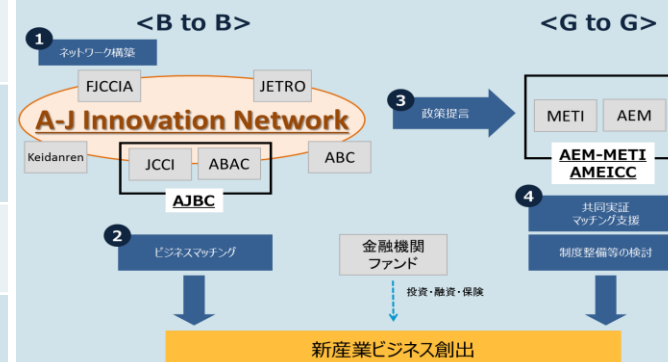 <B to B>
<G to G>
1
ネットワーク構築
FJCCIA
JETRO
A-J Innovation Network
Keidanren
JCCI
ABAC
ABC
AJBC
3
政策提言
METI
AEM
AEM-METI
AMEICC
2
ビジネスマッチング
金融機関
ファンド
投資・融資・保険
4
共同実証
マッチング支援
制度整備等の検討
新産業ビジネス創出